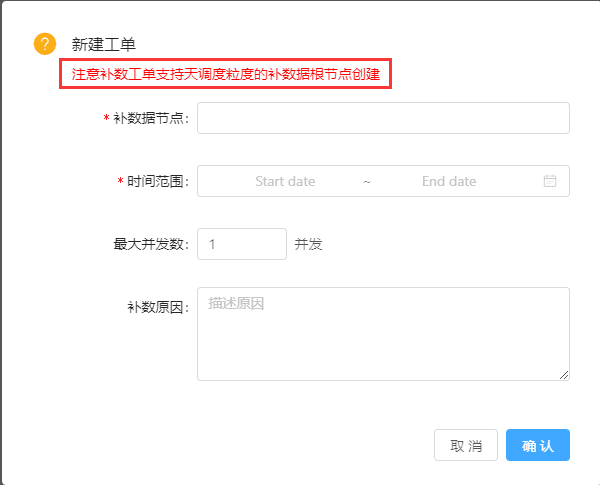 新建工单
注意补数工单支持天调度粒度的补数据根节点创建
* 补数据节点:
* 时间范围: Start date ~ End date
最大并发数: 1 并发
补数原因: 描述原因
取 消 确 认